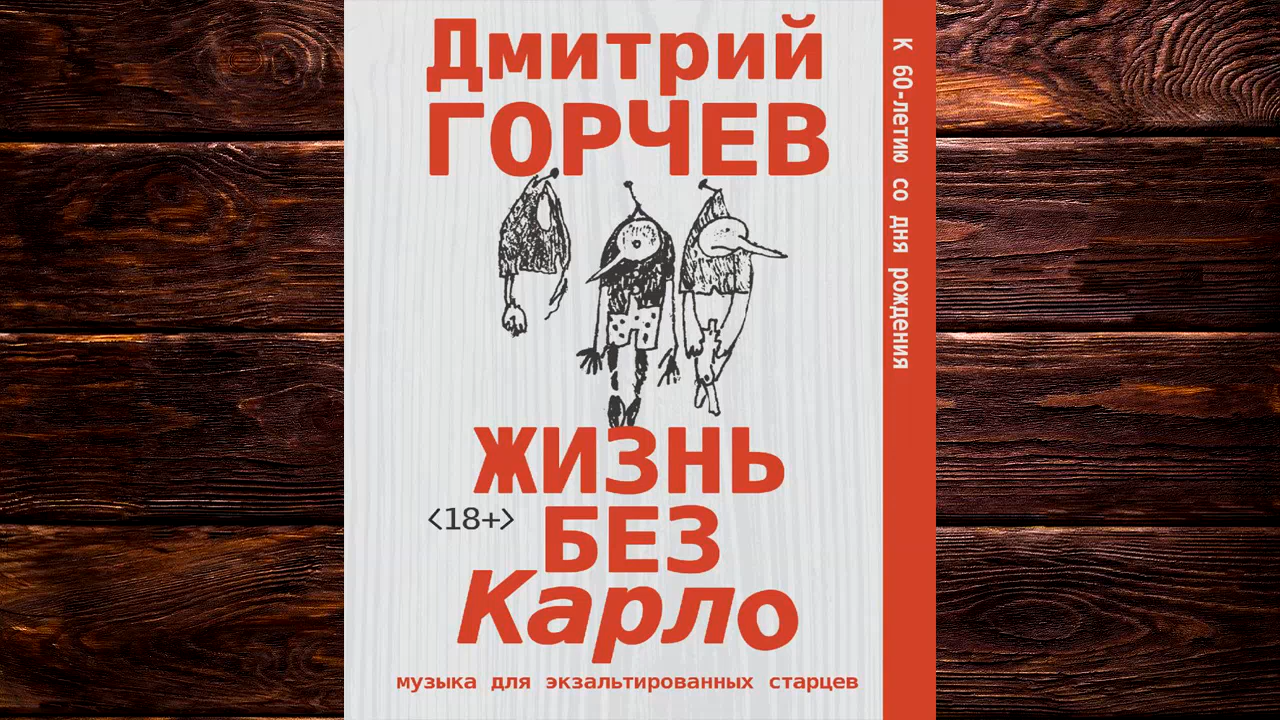 Дмитрий
ГОРЧЕВ
К 60-летию со дня рождения
ЖИЗНЬ
<18+>
БЕЗ
Карло
музыка для экзальтированных старцев